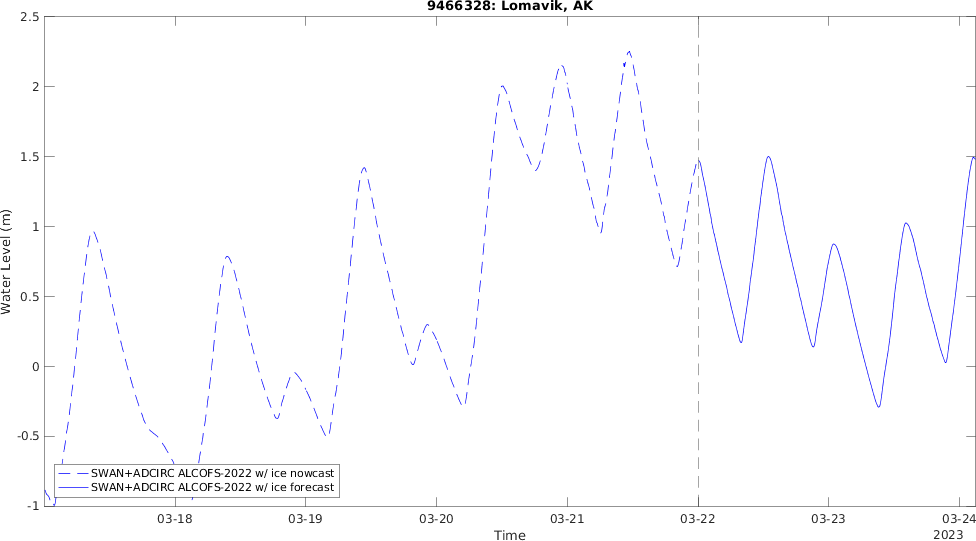 9466328: Lomavik, AK
2.5
2
1.5
1
0.5
0
-0.5
-1
Water Level (m)
SWAN+ADCIRC ALCOFS-2022 w/ ice nowcast
SWAN+ADCIRC ALCOFS-2022 w/ ice forecast
03-18 03-19 03-20 03-21 03-22 03-23 03-24
Time
2023